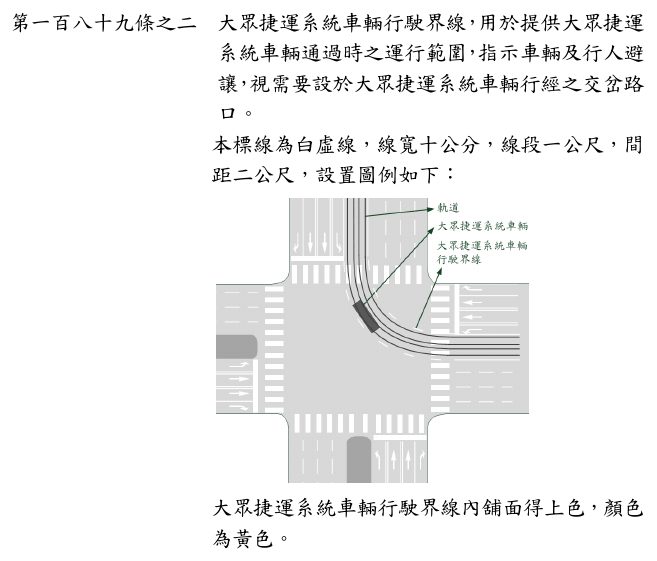 第一百八十九條之二　大眾捷運系統車輛行駛界線，用於提供大眾捷運
系統車輛通過時之運行範圍，指示車輛及行人避
讓，視需要設於大眾捷運系統車輛行經之交岔路
口。
本標線為白虛線，線寬十公分，線段一公尺，間
距二公尺，設置圖例如下：
軌道
大眾捷運系統車輛
大眾捷運系統車輛
行駛界線
大眾捷運系統車輛行駛界線內舖面得上色，顏色
為黃色。